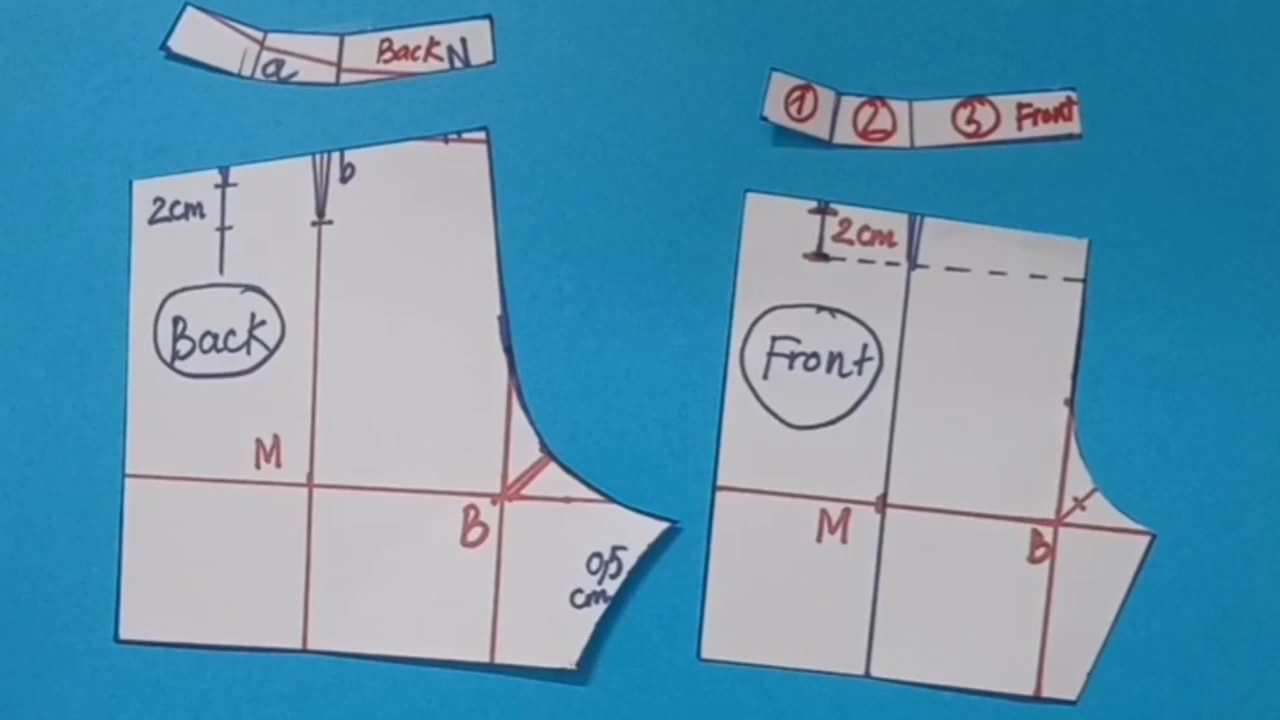 a
Back N
① ② ③ Front
b
2cm
2cm
Back
Front
M
B
M
B
0,5
cm